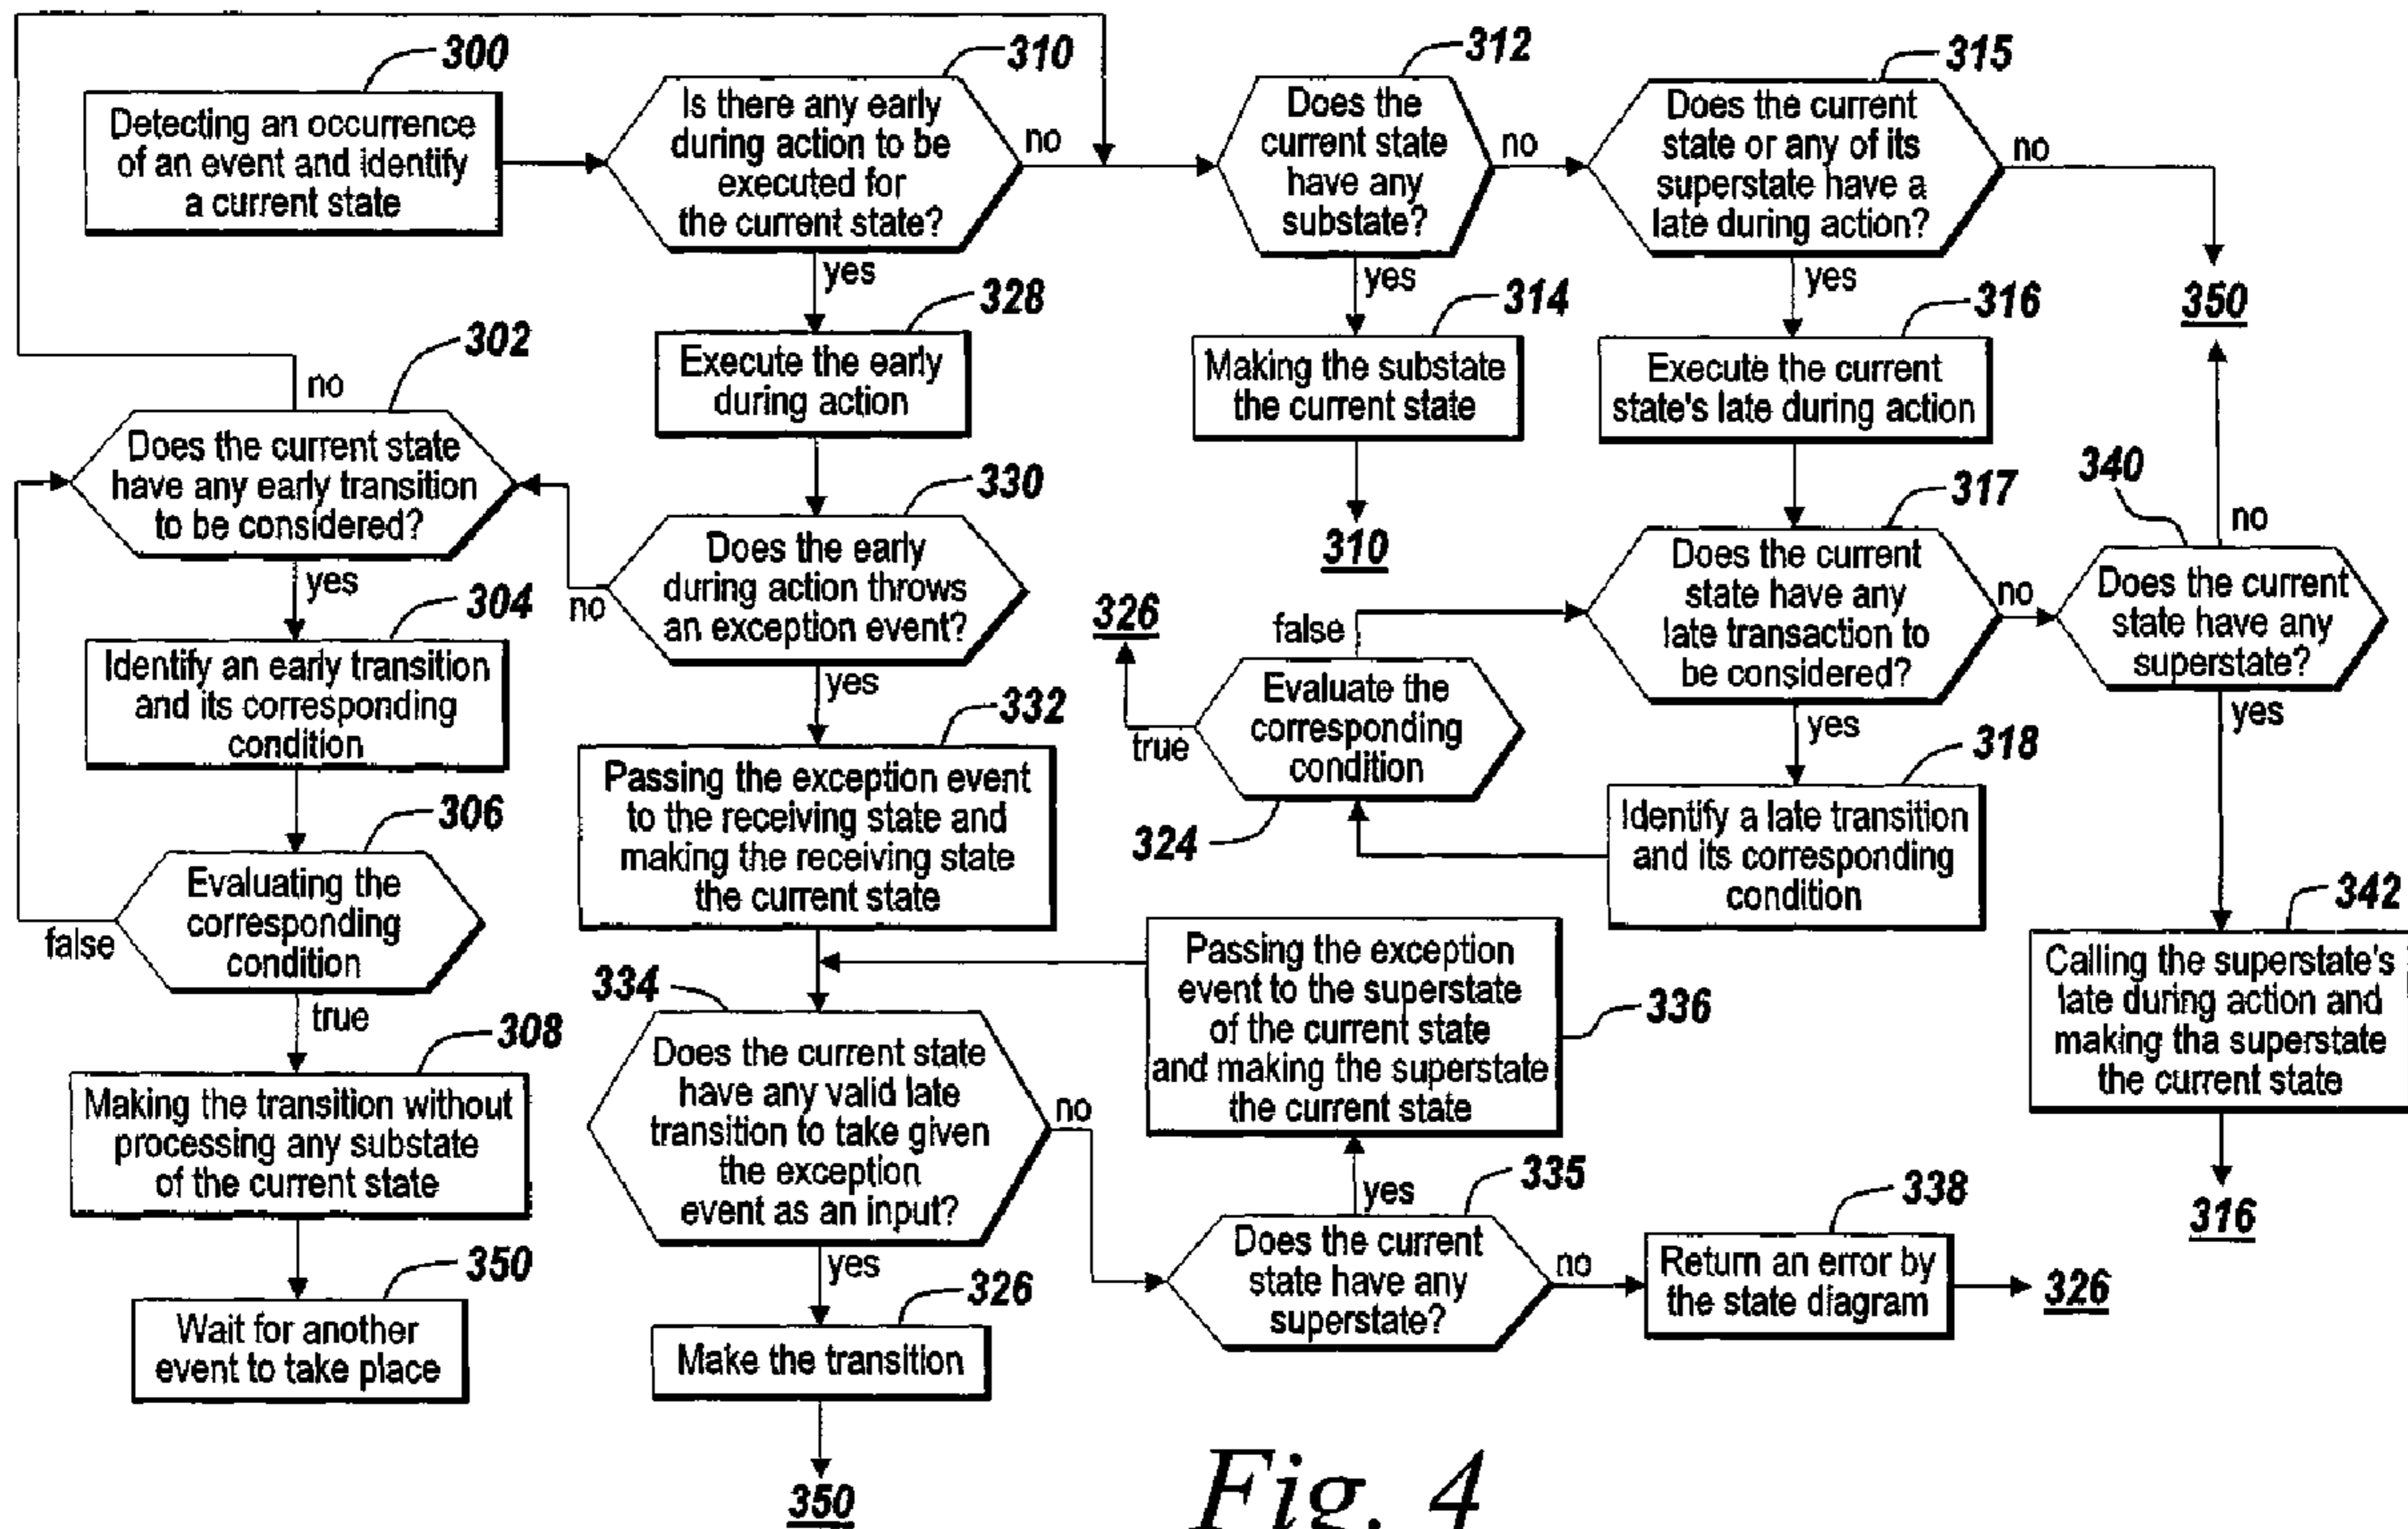 300
Detecting an occurrence
of an event and identify
a current state
310
Is there any early
during action to be
executed for
the current state?
no
yes
312
Does the
current state
have any
substate?
no
yes
315
Does the current
state or any of its
superstate have a
late during action?
no
yes
350
328
Execute the early
during action
314
Making the substate
the current state
310
316
Execute the current
state's late during action
302
no
Does the current state
have any early transition
to be considered?
yes
330
Does the early
during action throws
an exception event?
no
yes
317
Does the current
state have any
late transaction to
be considered?
no
yes
340
no
Does the current
state have any
superstate?
yes
304
Identify an early transition
and its corresponding
condition
326
false
Evaluate the
corresponding
condition
true
324
318
Identify a late transition
and its corresponding
condition
332
Passing the exception event
to the receiving state and
making the receiving state
the current state
306
Evaluating the
corresponding
condition
false
true
342
Calling the superstate's
late during action and
making tha superstate
the current state
316
336
Passing the exception
event to the superstate
of the current state
and making the superstate
the current state
334
Does the current state
have any valid late
transition to take given
the exception
event as an input?
no
yes
308
Making the transition without
processing any substate
of the current state
335
yes
Does the current
state have any
superstate?
no
338
Return an error by
the state diagram
326
350
Wait for another
event to take place
326
Make the transition
350
Fig. 4